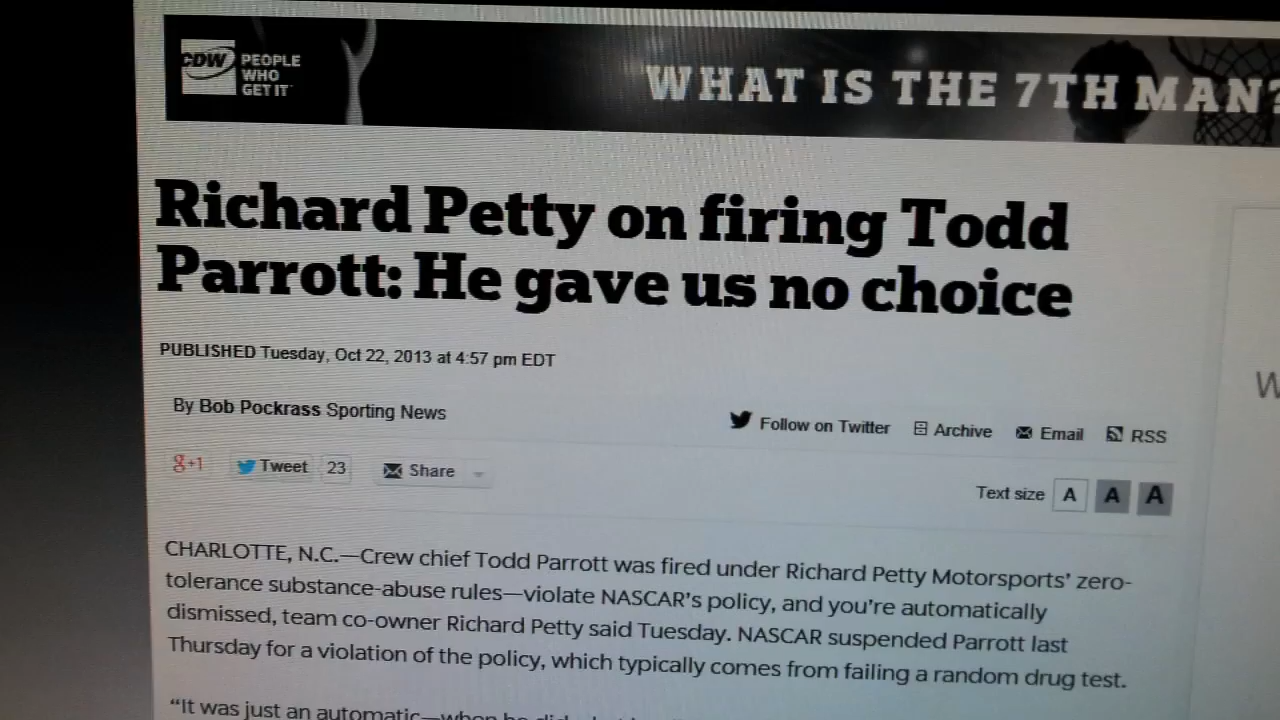 CDW PEOPLE
WHO
GET IT
WHAT IS THE 7TH MAN?
Richard Petty on firing Todd
Parrott: He gave us no choice
PUBLISHED Tuesday, Oct 22, 2013 at 4:57 pm EDT
By Bob Pockrass Sporting News
Follow on Twitter Archive Email RSS
g+1 Tweet 23 Share
Text size A A A
CHARLOTTE, N.C.—Crew chief Todd Parrott was fired under Richard Petty Motorsports' zero-
tolerance substance-abuse rules—violate NASCAR's policy, and you're automatically
dismissed, team co-owner Richard Petty said Tuesday. NASCAR suspended Parrott last
Thursday for a violation of the policy, which typically comes from failing a random drug test.
“It was just an automatic—when he did